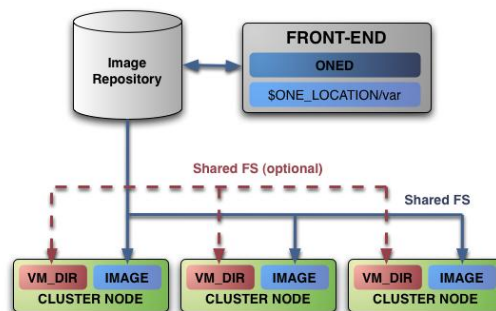 Image
Repository
FRONT-END
ONED
$ONE_LOCATION/var
Shared FS (optional)
Shared FS
VM_DIR IMAGE
CLUSTER NODE
VM_DIR IMAGE
CLUSTER NODE
VM_DIR IMAGE
CLUSTER NODE